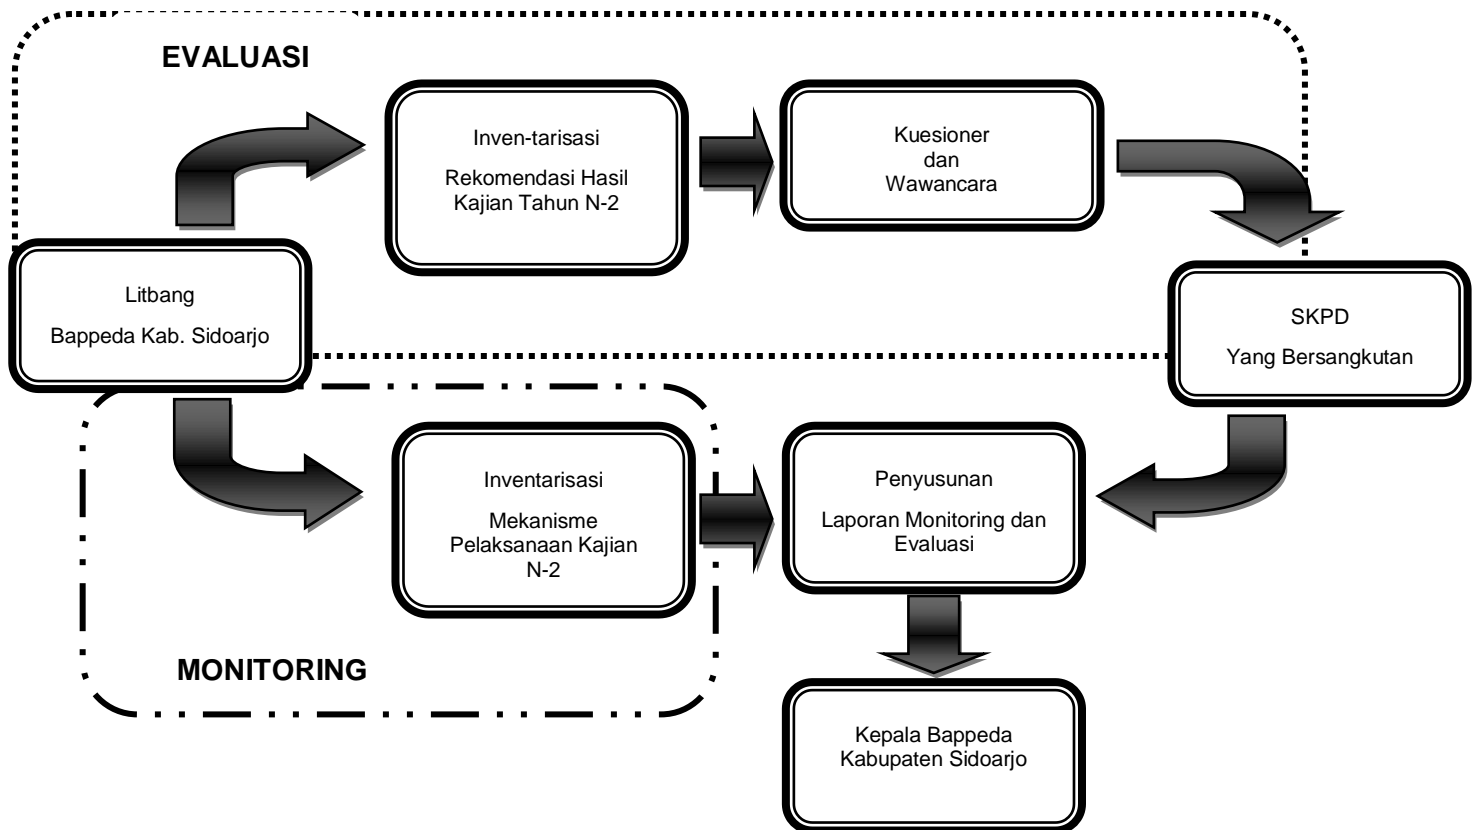 EVALUASI
Inven-tarisasi
Rekomendasi Hasil
Kajian Tahun N-2
Kuesioner
dan
Wawancara
Litbang
Bappeda Kab. Sidoarjo
SKPD
Yang Bersangkutan
Inventarisasi
Mekanisme
Pelaksanaan Kajian
N-2
Penyusunan
Laporan Monitoring dan
Evaluasi
MONITORING
Kepala Bappeda
Kabupaten Sidoarjo